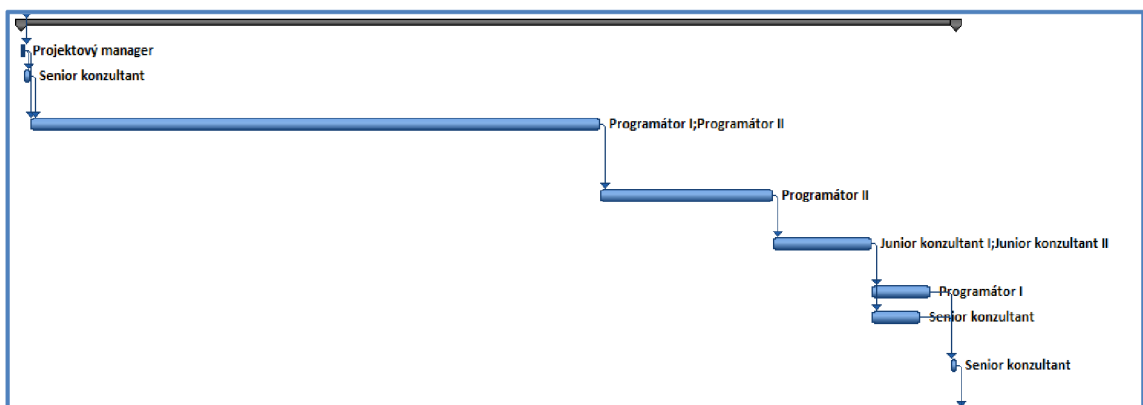 Projektový manager
Senior konzultant
Programátor I;Programátor II
Programátor II
Junior konzultant I;Junior konzultant II
Programátor I
Senior konzultant
Senior konzultant